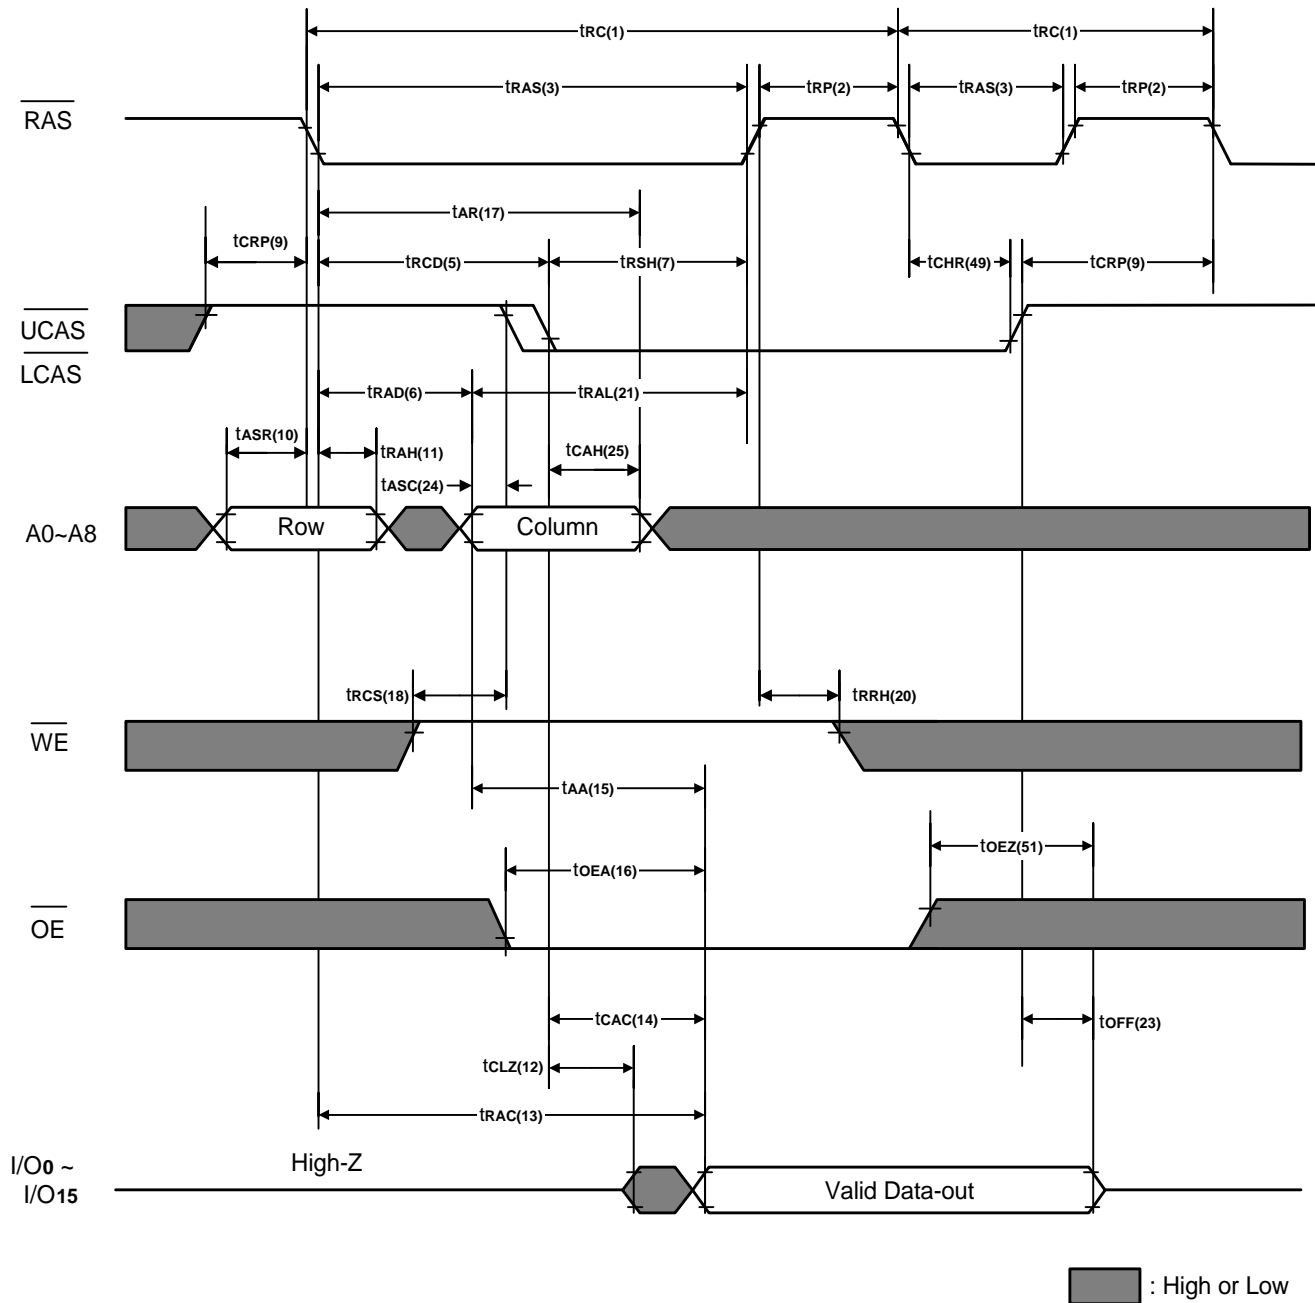 tRC(1) tRC(1)
tRAS(3) tRP(2) tRAS(3) tRP(2)
RAS
tAR(17)
tCRP(9) tRCD(5) tRSH(7) tCHR(49) tCRP(9)
UCAS
LCAS
tRAD(6) tRAL(21)
tASR(10) tRAH(11) tCAH(25)
tASC(24)
A0~A8 Row Column
tRCS(18) tRRH(20)
WE
tAA(15)
tOEZ(51)
tOEA(16)
OE
tCAC(14) tOFF(23)
tCLZ(12)
tRAC(13)
High-Z
I/O0 ~
I/O15 Valid Data-out
: High or Low